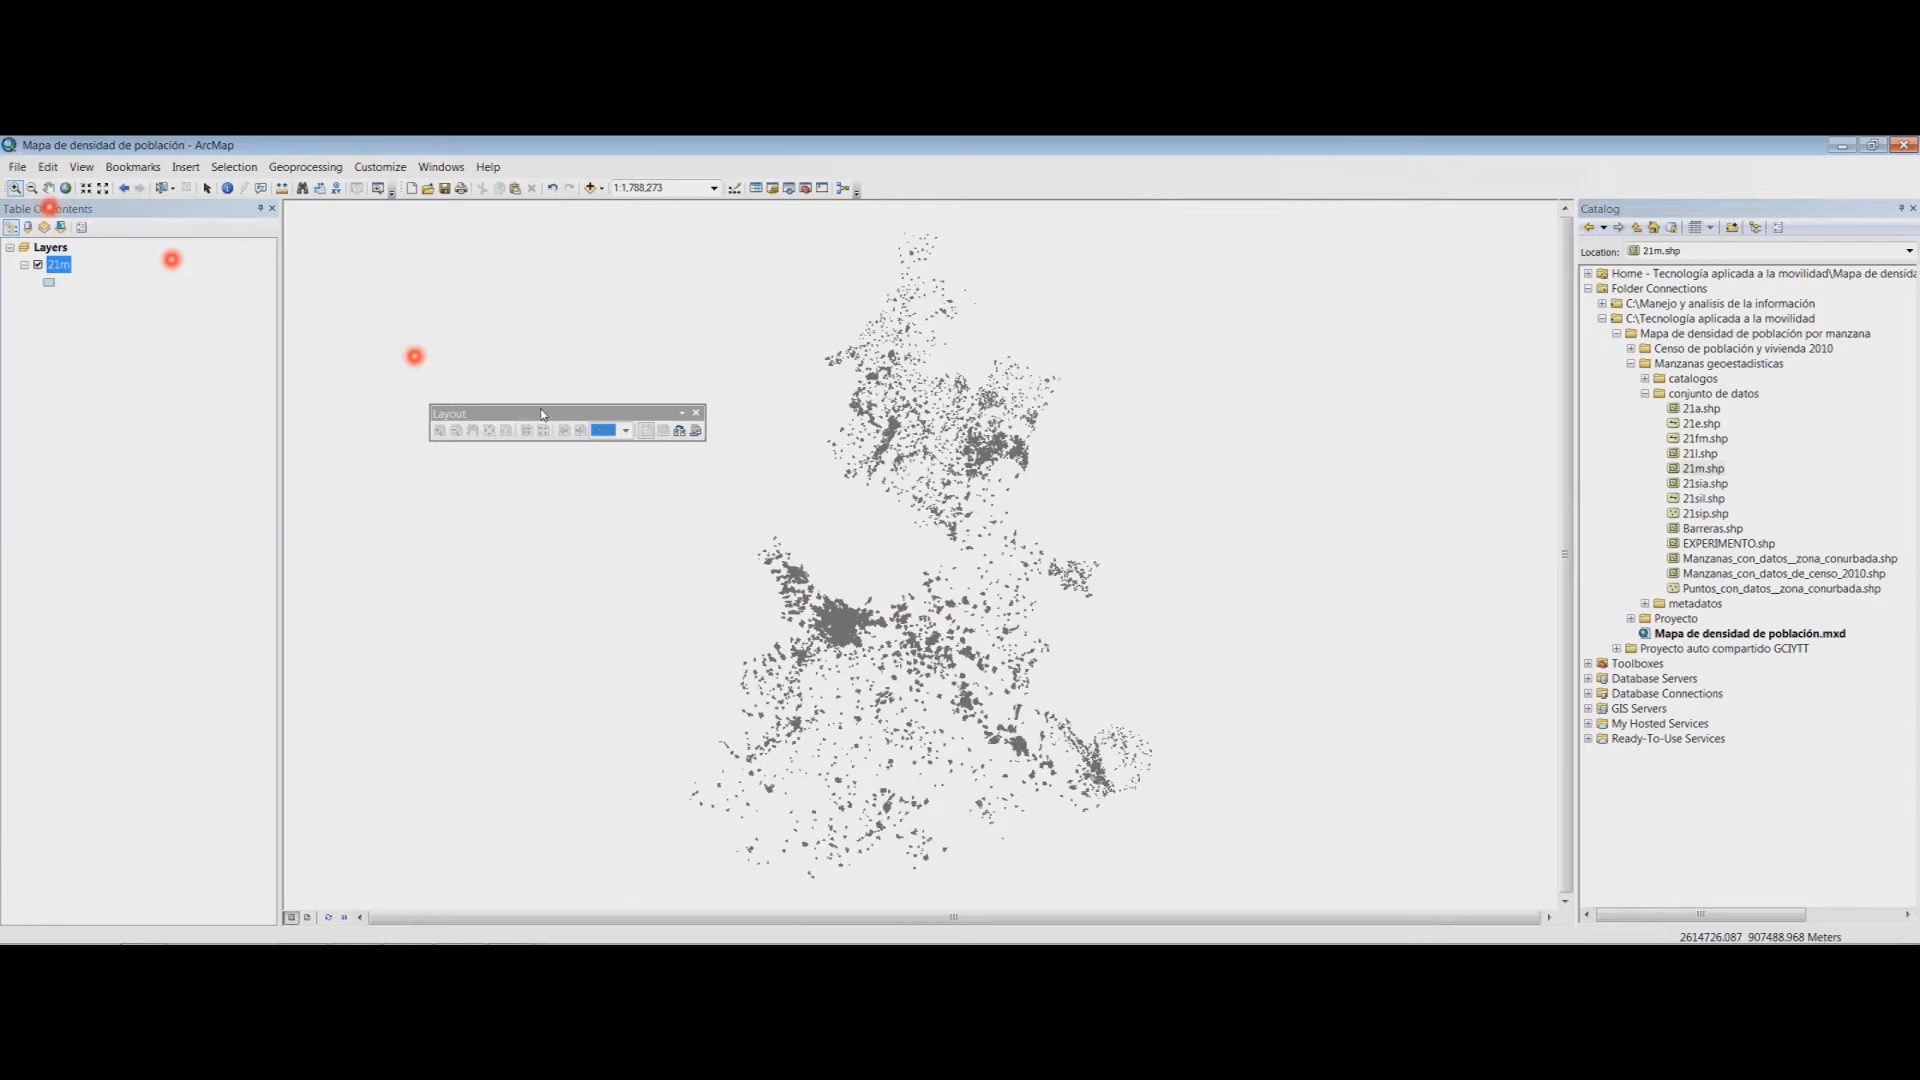 Mapa de densidad de población - ArcMap
File Edit View Bookmarks Insert Selection Geoprocessing Customize Windows Help
1:1,788,273
Table Of Contents
Layers
21m
Layout
Catalog
Location: 21m.shp
Home - Tecnología aplicada a la movilidad\Mapa de densida
Folder Connections
C:\Manejo y analisis de la información
C:\Tecnología aplicada a la movilidad
Mapa de densidad de población por manzana
Censo de población y vivienda 2010
Manzanas geoestadisticas
catalogos
conjunto de datos
21a.shp
21e.shp
21fm.shp
21l.shp
21m.shp
21sia.shp
21sil.shp
21sip.shp
Barreras.shp
EXPERIMENTO.shp
Manzanas_con_datos__zona_conurbada.shp
Manzanas_con_datos_de_censo_2010.shp
Puntos_con_datos__zona_conurbada.shp
metadatos
Proyecto
Mapa de densidad de población.mxd
Proyecto auto compartido GCIYTT
Toolboxes
Database Servers
Database Connections
GIS Servers
My Hosted Services
Ready-To-Use Services
2614726.087 907488.968 Meters